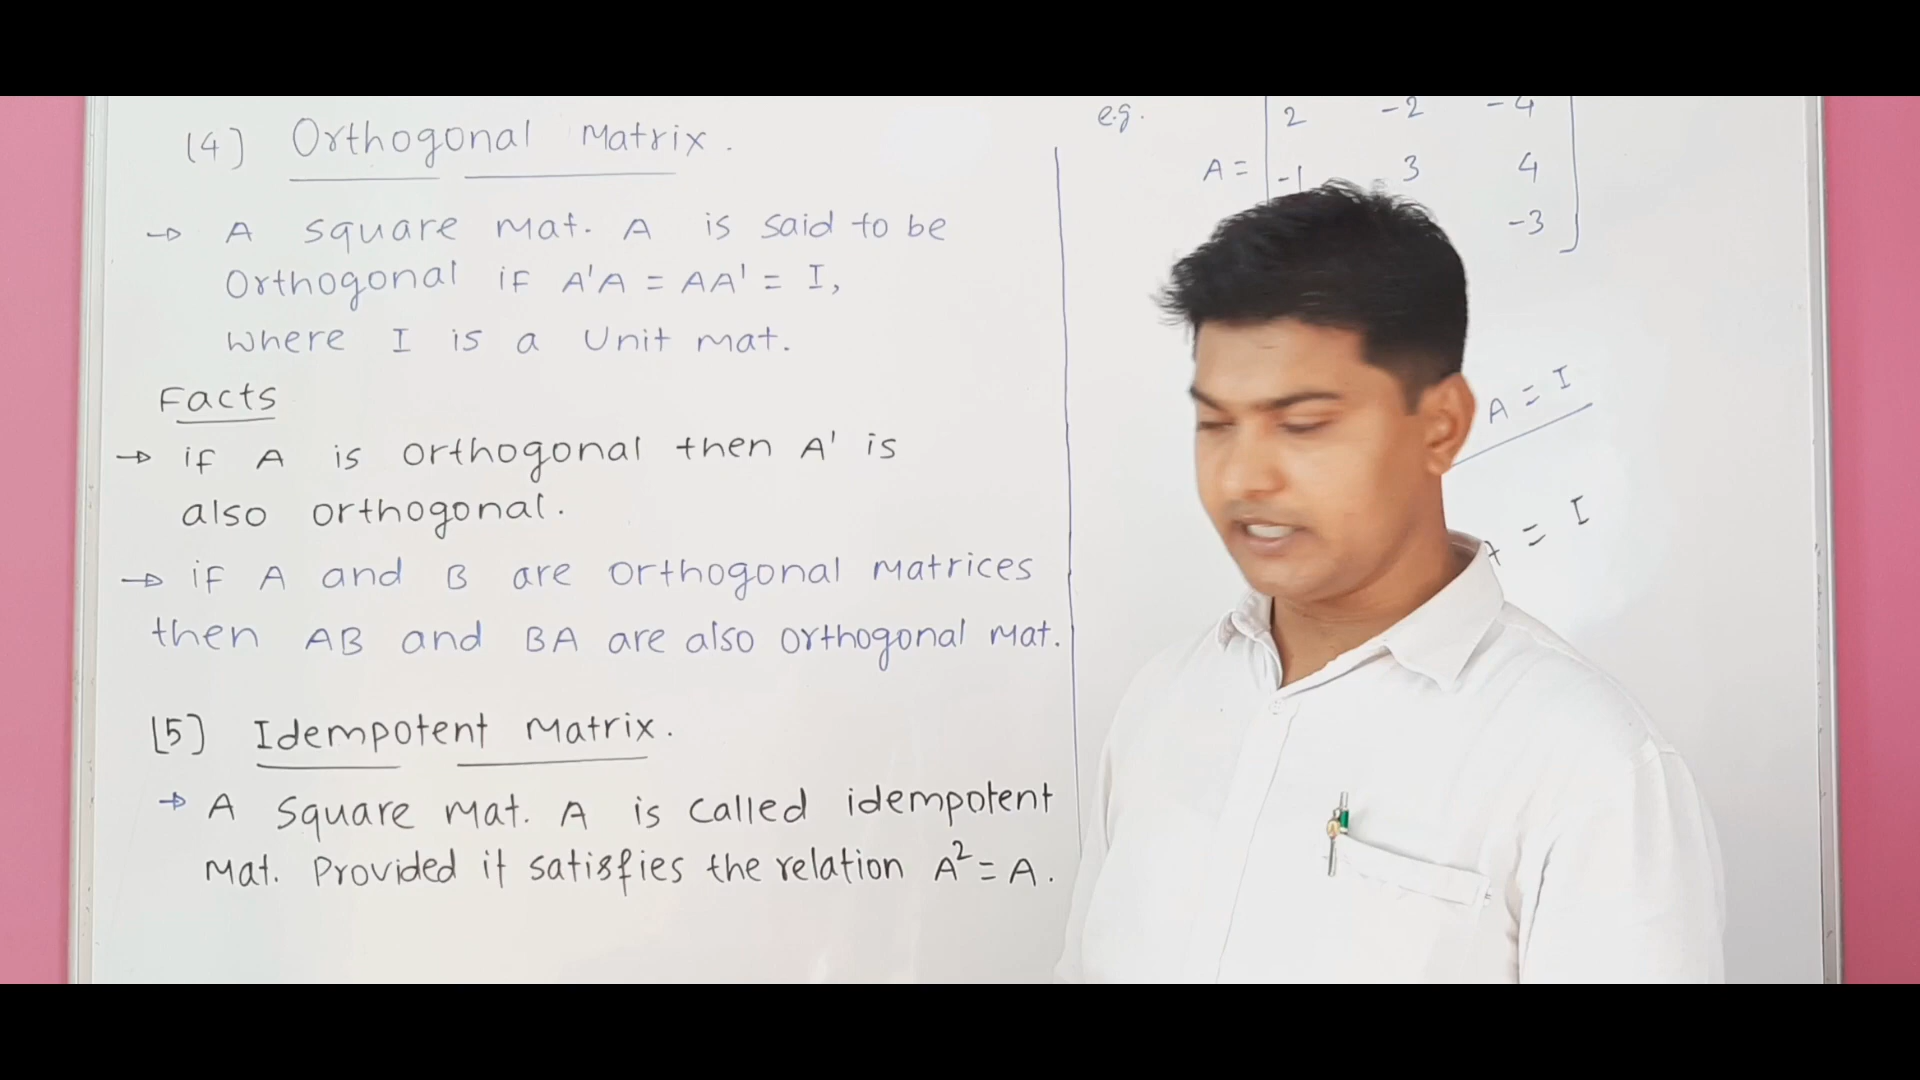 (4) Orthogonal Matrix.
→ A square mat. A is said to be
Orthogonal if A'A = AA' = I,
where I is a Unit mat.
Facts
→ if A is orthogonal then A' is
also orthogonal.
→ if A and B are orthogonal matrices
then AB and BA are also orthogonal mat.
[5] Idempotent Matrix.
→ A square mat. A is called idempotent
Mat. Provided it satisfies the relation A² = A.
e.g.
2 -2 -4
A = -1 3 4
-3
A = I
= I